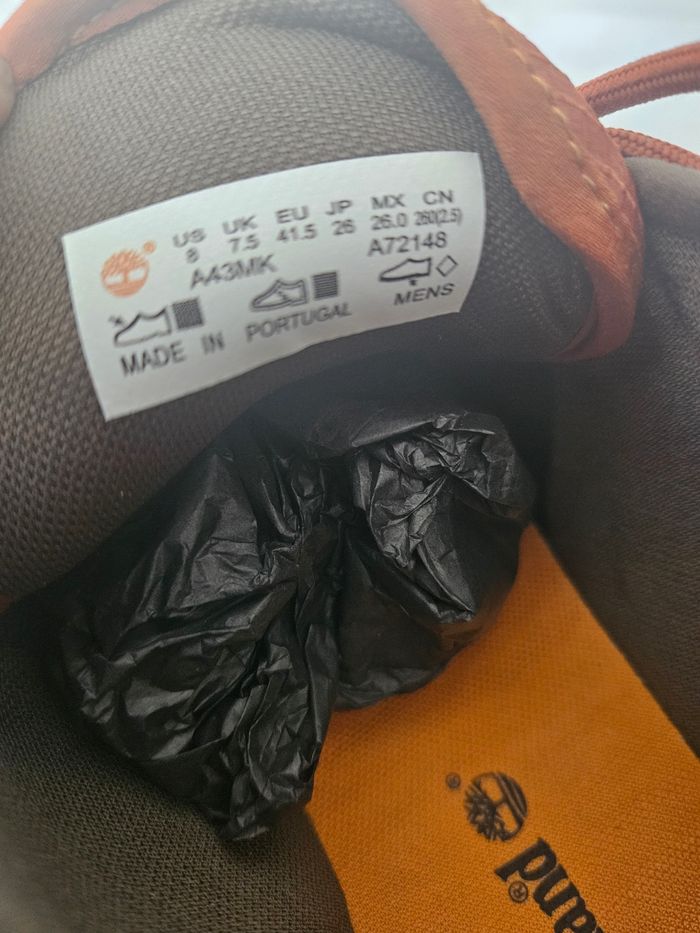 US UK EU JP MX CN
8 7.5 41.5 26 26.0 260(2.5)
A43MK A72148
MADE IN PORTUGAL MENS
and®